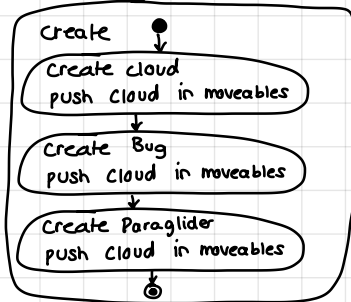 Create
Create cloud
push Cloud in moveables
Create Bug
push Cloud in moveables
Create Paraglider
push Cloud in moveables